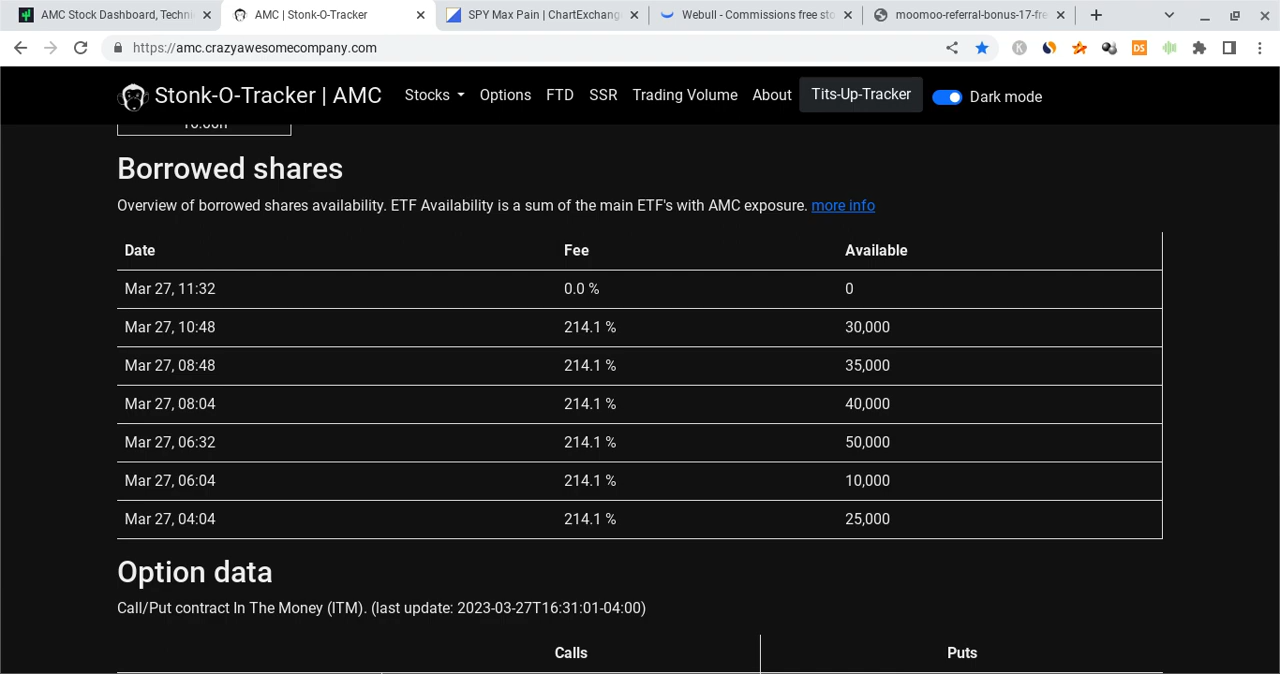 AMC Stock Dashboard, Techni
AMC | Stonk-O-Tracker
SPY Max Pain | ChartExchang
Webull - Commissions free sto
moomoo-referral-bonus-17-fre
https://amc.crazyawesomecompany.com
K
DS
Stonk-O-Tracker | AMC
Stocks
Options
FTD
SSR
Trading Volume
About
Tits-Up-Tracker
Dark mode
Borrowed shares
Overview of borrowed shares availability. ETF Availability is a sum of the main ETF's with AMC exposure. more info
Date Fee Available
Mar 27, 11:32 0.0 % 0
Mar 27, 10:48 214.1 % 30,000
Mar 27, 08:48 214.1 % 35,000
Mar 27, 08:04 214.1 % 40,000
Mar 27, 06:32 214.1 % 50,000
Mar 27, 06:04 214.1 % 10,000
Mar 27, 04:04 214.1 % 25,000
Option data
Call/Put contract In The Money (ITM). (last update: 2023-03-27T16:31:01-04:00)
Calls Puts